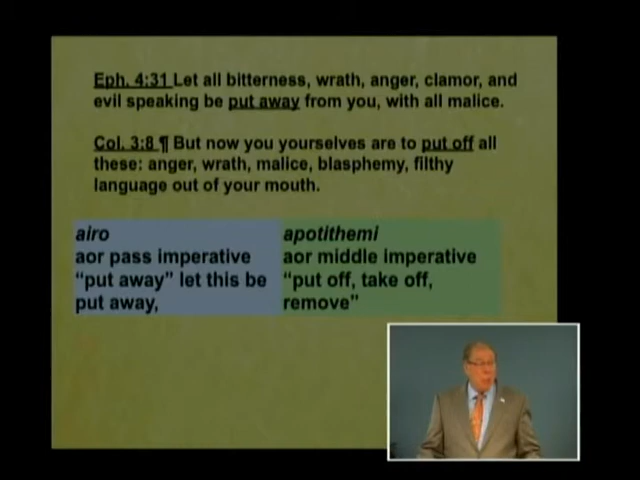 Eph. 4:31 Let all bitterness, wrath, anger, clamor, and
evil speaking be put away from you, with all malice.
Col. 3:8 ¶ But now you yourselves are to put off all
these: anger, wrath, malice, blasphemy, filthy
language out of your mouth.
airo
aor pass imperative
“put away” let this be
put away,
apotithemi
aor middle imperative
“put off, take off,
remove”